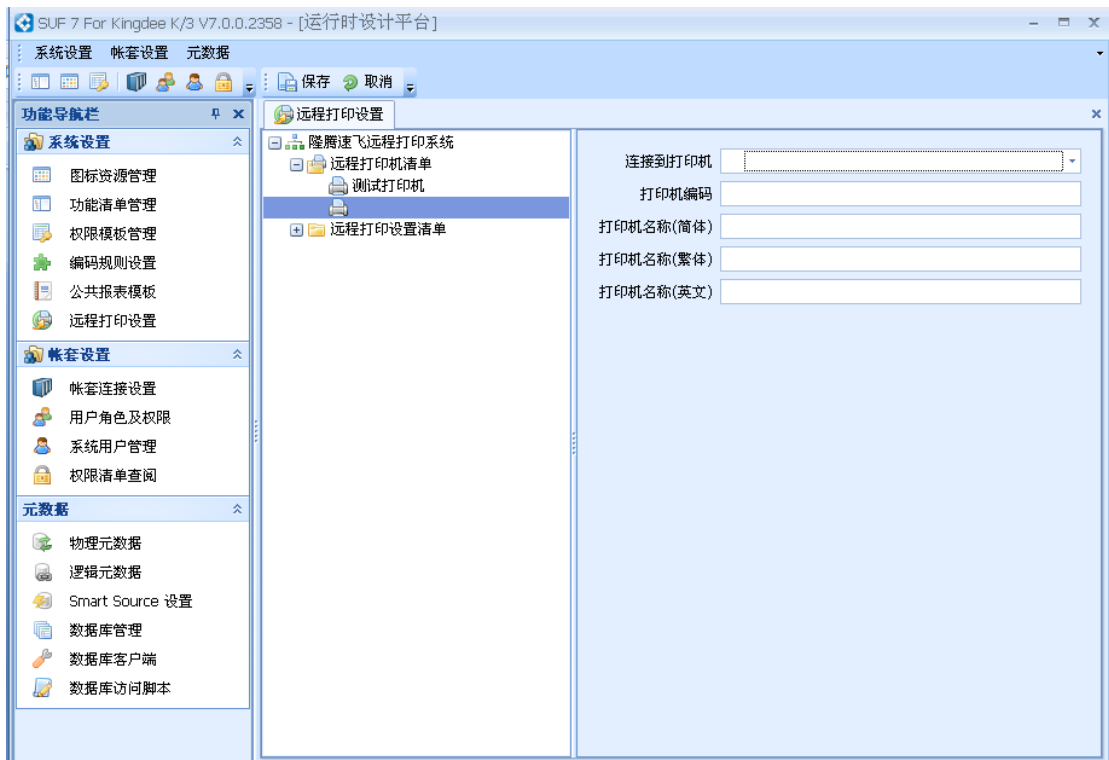 SUF 7 For Kingdee K/3 V7.0.0.2358 - [运行时设计平台]
系统设置 帐套设置 元数据
保存 取消
功能导航栏
系统设置
图标资源管理
功能清单管理
权限模板管理
编码规则设置
公共报表模板
远程打印设置
帐套设置
帐套连接设置
用户角色及权限
系统用户管理
权限清单查阅
元数据
物理元数据
逻辑元数据
Smart Source 设置
数据库管理
数据库客户端
数据库访问脚本
远程打印设置
隆腾速飞远程打印系统
远程打印机清单
测试打印机
远程打印设置清单
连接到打印机
打印机编码
打印机名称(简体)
打印机名称(繁体)
打印机名称(英文)